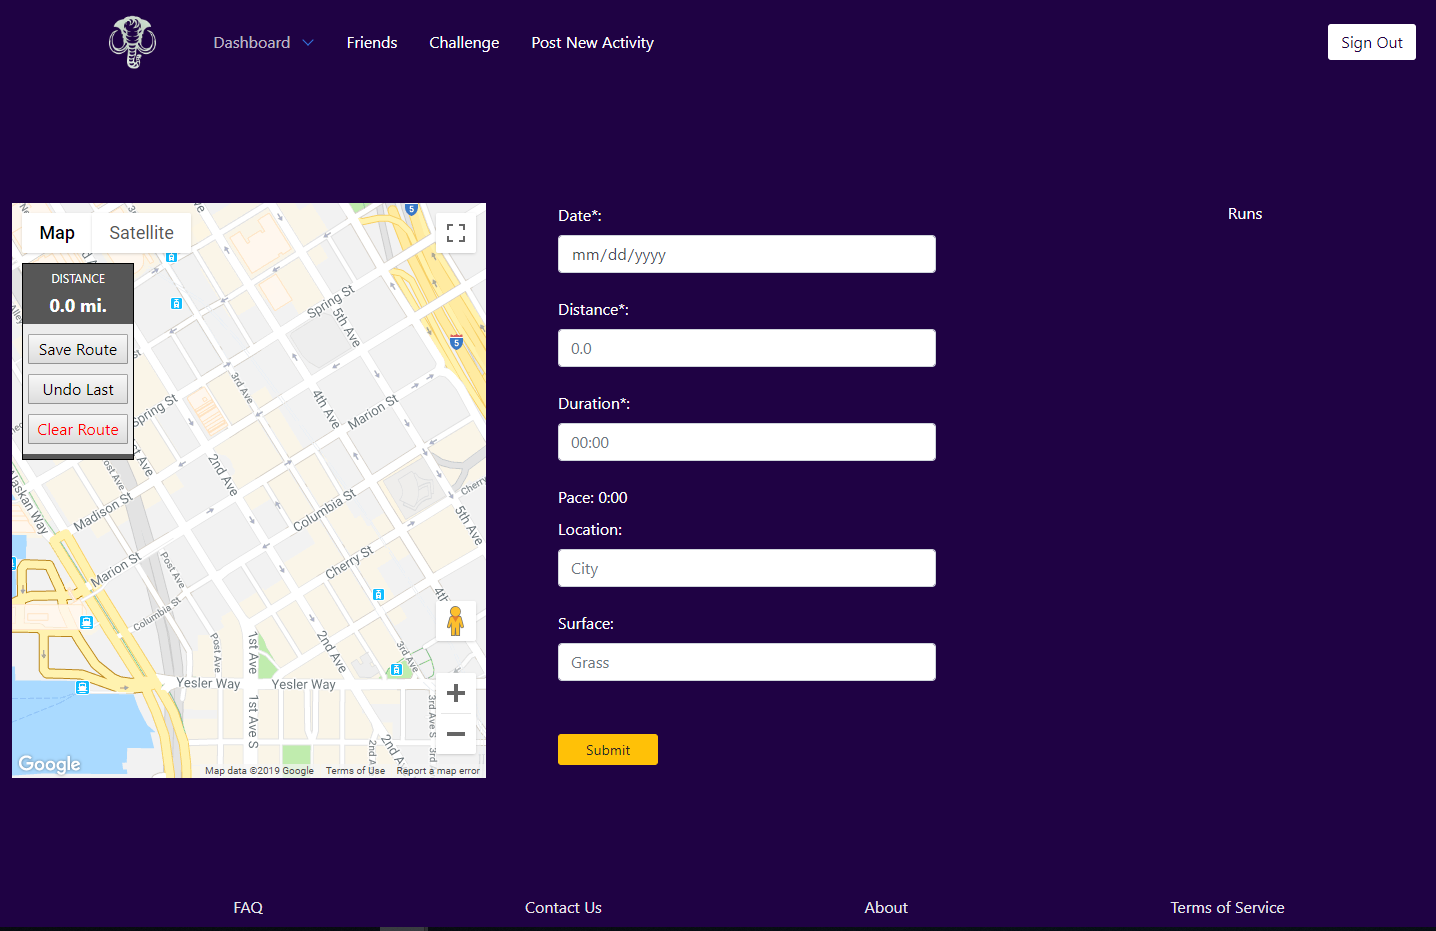 Dashboard Friends Challenge Post New Activity Sign Out
Map Satellite
DISTANCE
0.0 mi.
Save Route
Undo Last
Clear Route
5
Spring St
5th Ave
5
3rd Ave
4th Ave
Marion St
Spring St
2nd Ave
Post Ave
Alaskan Way
Madison St
Columbia St
Cherry
5th Ave
Marion St
Post Ave
Cherry St
Columbia St
Post Ave
1st Ave
2nd Ave
3rd Ave
4th
Yesler Way
Yesler Way
1st Ave S
3rd Ave S
2nd Ave
Google
Map data ©2019 Google Terms of Use Report a map error
Date*:
mm/dd/yyyy
Distance*:
0.0
Duration*:
00:00
Pace: 0:00
Location:
City
Surface:
Grass
Submit
Runs
FAQ Contact Us About Terms of Service